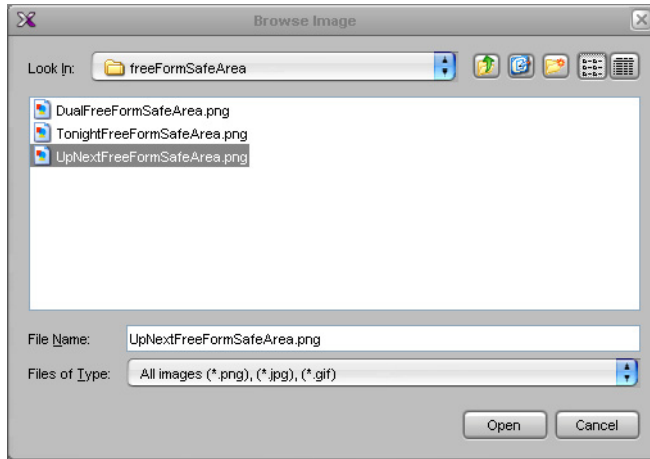 Browse Image
Look In: freeFormSafeArea
DualFreeFormSafeArea.png
TonightFreeFormSafeArea.png
UpNextFreeFormSafeArea.png
File Name: UpNextFreeFormSafeArea.png
Files of Type: All images (*.png), (*.jpg), (*.gif)
Open Cancel